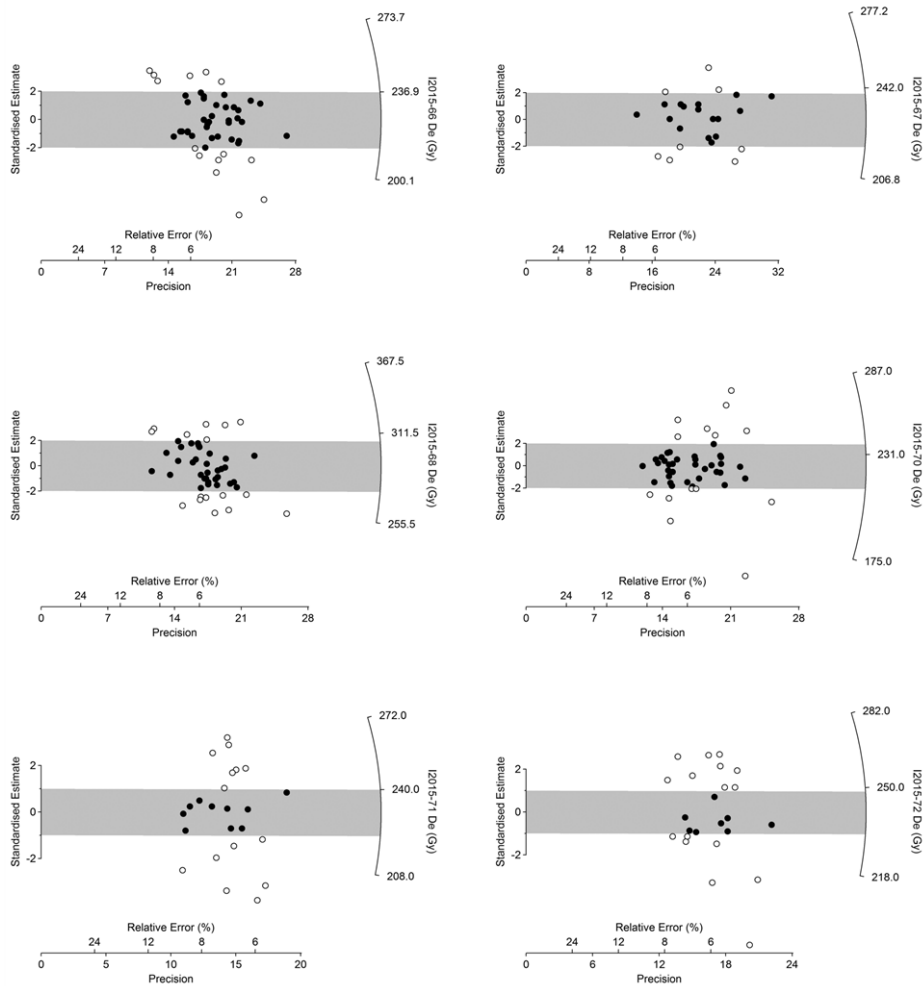 273.7
2
Standardised Estimate
0
-2
236.9
I2015-66 De (Gy)
200.1
Relative Error (%)
24 12 8 6
0 7 14 21 28
Precision
277.2
2
Standardised Estimate
0
-2
242.0
I2015-67 De (Gy)
206.8
Relative Error (%)
24 12 8 6
0 8 16 24 32
Precision
367.5
2
Standardised Estimate
0
-2
311.5
I2015-68 De (Gy)
255.5
Relative Error (%)
24 12 8 6
0 7 14 21 28
Precision
287.0
2
Standardised Estimate
0
-2
231.0
I2015-70 De (Gy)
175.0
Relative Error (%)
24 12 8 6
0 7 14 21 28
Precision
272.0
2
Standardised Estimate
0
-2
240.0
I2015-71 De (Gy)
208.0
Relative Error (%)
24 12 8 6
0 5 10 15 20
Precision
282.0
2
Standardised Estimate
0
-2
250.0
I2015-72 De (Gy)
218.0
Relative Error (%)
24 12 8 6
0 6 12 18 24
Precision